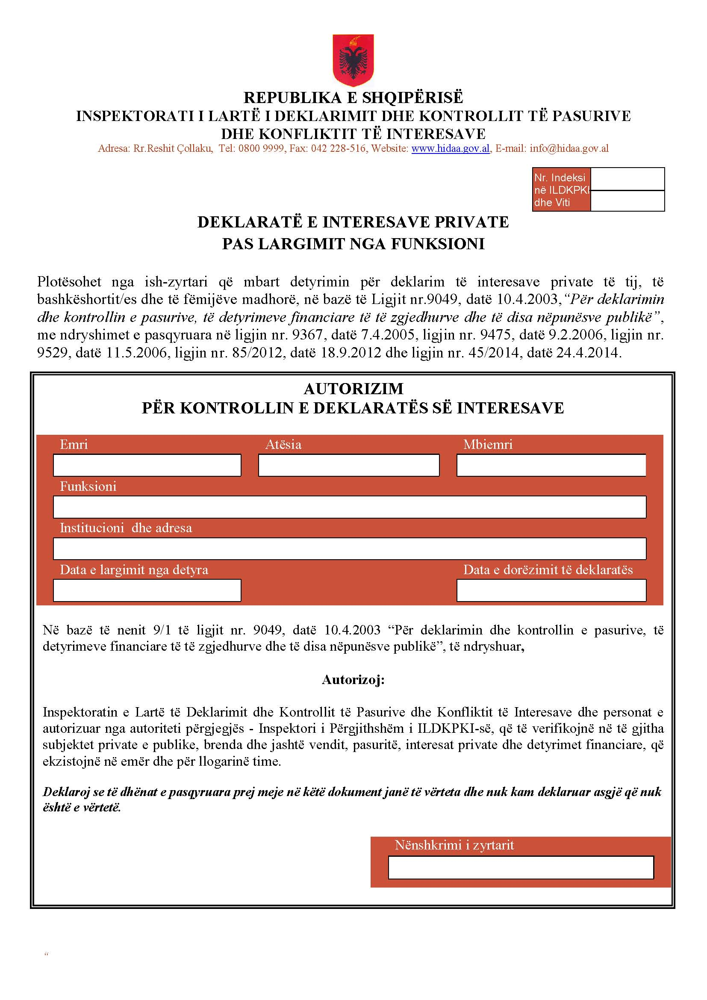 REPUBLIKA E SHQIPËRISË
INSPEKTORATI I LARTË I DEKLARIMIT DHE KONTROLLIT TË PASURIVE
DHE KONFLIKTIT TË INTERESAVE
Adresa: Rr.Reshit Çollaku,  Tel: 0800 9999, Fax: 042 228-516, Website: www.hidaa.gov.al, E-mail: info@hidaa.gov.al
Nr. Indeksi
në ILDKPKI
dhe Viti
DEKLARATË E INTERESAVE PRIVATE
PAS LARGIMIT NGA FUNKSIONI
Plotësohet nga ish-zyrtari që mbart detyrimin për deklarim të interesave private të tij, të
bashkëshortit/es dhe të fëmijëve madhorë, në bazë të Ligjit nr.9049, datë 10.4.2003,“Për deklarimin
dhe kontrollin e pasurive, të detyrimeve financiare të të zgjedhurve dhe të disa nëpunësve publikë”,
me ndryshimet e pasqyruara në ligjin nr. 9367, datë 7.4.2005, ligjin nr. 9475, datë 9.2.2006, ligjin nr.
9529, datë 11.5.2006, ligjin nr. 85/2012, datë 18.9.2012 dhe ligjin nr. 45/2014, datë 24.4.2014.
AUTORIZIM
PËR KONTROLLIN E DEKLARATËS SË INTERESAVE
Emri Atësia Mbiemri
Funksioni
Institucioni  dhe adresa
Data e largimit nga detyra Data e dorëzimit të deklaratës
Në bazë të nenit 9/1 të ligjit nr. 9049, datë 10.4.2003 “Për deklarimin dhe kontrollin e pasurive, të
detyrimeve financiare të të zgjedhurve dhe të disa nëpunësve publikë”, të ndryshuar,
Autorizoj:
Inspektoratin e Lartë të Deklarimit dhe Kontrollit të Pasurive dhe Konfliktit të Interesave dhe personat e
autorizuar nga autoriteti përgjegjës - Inspektori i Përgjithshëm i ILDKPKI-së, që të verifikojnë në të gjitha
subjektet private e publike, brenda dhe jashtë vendit, pasuritë, interesat private dhe detyrimet financiare, që
ekzistojnë në emër dhe për llogarinë time.
Deklaroj se të dhënat e pasqyruara prej meje në këtë dokument janë të vërteta dhe nuk kam deklaruar asgjë që nuk
është e vërtetë.
Nënshkrimi i zyrtarit
“